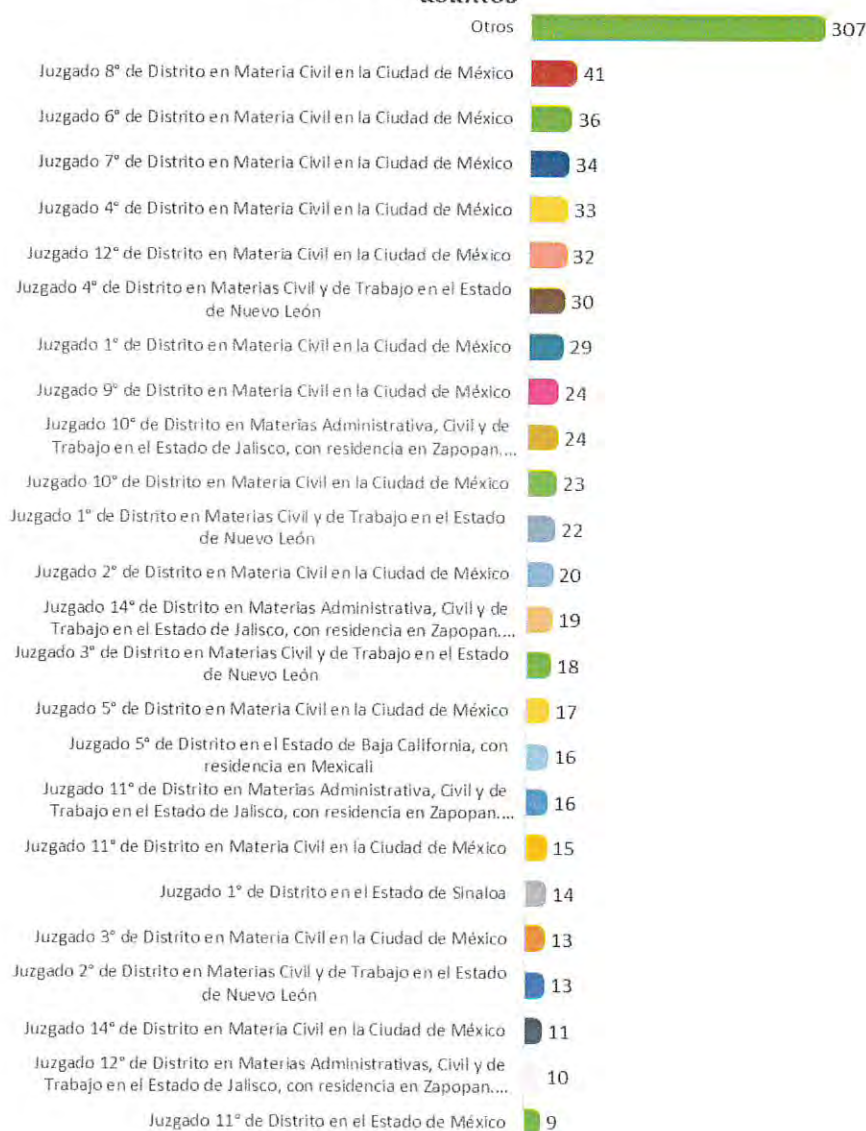 Otros 307
Juzgado 8° de Distrito en Materia Civil en la Ciudad de México 41
Juzgado 6° de Distrito en Materia Civil en la Ciudad de México 36
Juzgado 7° de Distrito en Materia Civil en la Ciudad de México 34
Juzgado 4° de Distrito en Materia Civil en la Ciudad de México 33
Juzgado 12° de Distrito en Materia Civil en la Ciudad de México 32
Juzgado 4° de Distrito en Materias Civil y de Trabajo en el Estado
de Nuevo León 30
Juzgado 1° de Distrito en Materia Civil en la Ciudad de México 29
Juzgado 9° de Distrito en Materia Civil en la Ciudad de México 24
Juzgado 10° de Distrito en Materias Administrativa, Civil y de
Trabajo en el Estado de Jalisco, con residencia en Zapopan.... 24
Juzgado 10° de Distrito en Materia Civil en la Ciudad de México 23
Juzgado 1° de Distrito en Materias Civil y de Trabajo en el Estado
de Nuevo León 22
Juzgado 2° de Distrito en Materia Civil en la Ciudad de México 20
Juzgado 14° de Distrito en Materias Administrativa, Civil y de
Trabajo en el Estado de Jalisco, con residencia en Zapopan.... 19
Juzgado 3° de Distrito en Materias Civil y de Trabajo en el Estado
de Nuevo León 18
Juzgado 5° de Distrito en Materia Civil en la Ciudad de México 17
Juzgado 5° de Distrito en el Estado de Baja California, con
residencia en Mexicali 16
Juzgado 11° de Distrito en Materias Administrativa, Civil y de
Trabajo en el Estado de Jalisco, con residencia en Zapopan.... 16
Juzgado 11° de Distrito en Materia Civil en la Ciudad de México 15
Juzgado 1° de Distrito en el Estado de Sinaloa 14
Juzgado 3° de Distrito en Materia Civil en la Ciudad de México 13
Juzgado 2° de Distrito en Materias Civil y de Trabajo en el Estado
de Nuevo León 13
Juzgado 14° de Distrito en Materia Civil en la Ciudad de México 11
Juzgado 12° de Distrito en Materias Administrativas, Civil y de
Trabajo en el Estado de Jalisco, con residencia en Zapopan.... 10
Juzgado 11° de Distrito en el Estado de México 9